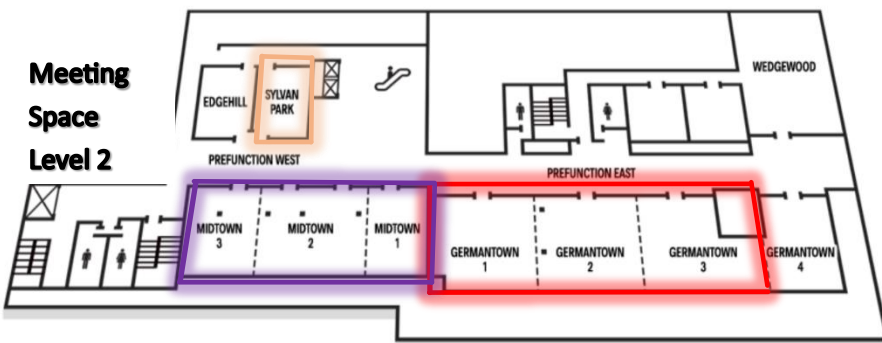 Meeting
Space
Level 2
WEDGEWOOD
EDGEHILL
SYLVAN
PARK
PREFUNCTION WEST
PREFUNCTION EAST
MIDTOWN
3
MIDTOWN
2
MIDTOWN
1
GERMANTOWN
1
GERMANTOWN
2
GERMANTOWN
3
GERMANTOWN
4